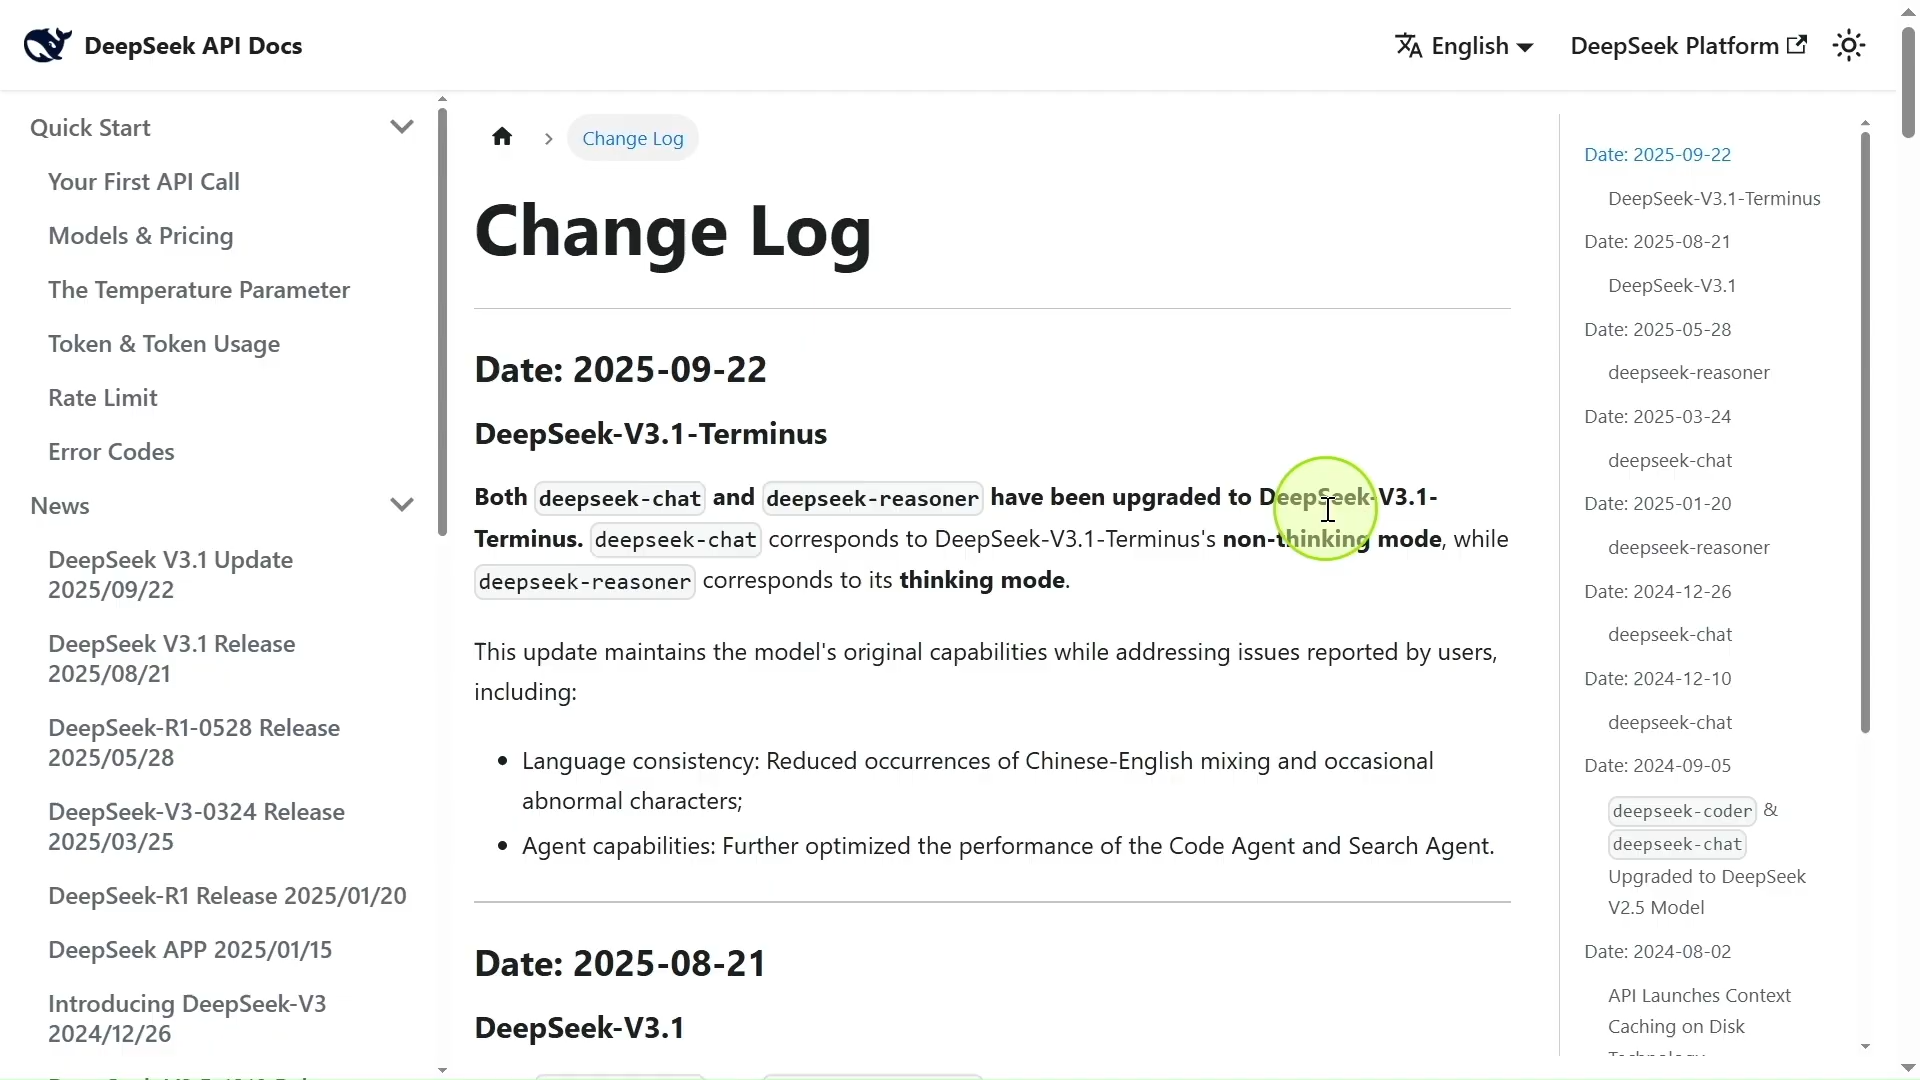 DeepSeek API Docs
English
DeepSeek Platform
Quick Start
Your First API Call
Models & Pricing
The Temperature Parameter
Token & Token Usage
Rate Limit
Error Codes
News
DeepSeek V3.1 Update
2025/09/22
DeepSeek V3.1 Release
2025/08/21
DeepSeek-R1-0528 Release
2025/05/28
DeepSeek-V3-0324 Release
2025/03/25
DeepSeek-R1 Release 2025/01/20
DeepSeek APP 2025/01/15
Introducing DeepSeek-V3
2024/12/26
Change Log
Change Log
Date: 2025-09-22
DeepSeek-V3.1-Terminus
Both deepseek-chat and deepseek-reasoner have been upgraded to DeepSeek-V3.1-
Terminus. deepseek-chat corresponds to DeepSeek-V3.1-Terminus's non-thinking mode, while
deepseek-reasoner corresponds to its thinking mode.
This update maintains the model's original capabilities while addressing issues reported by users,
including:
• Language consistency: Reduced occurrences of Chinese-English mixing and occasional
abnormal characters;
• Agent capabilities: Further optimized the performance of the Code Agent and Search Agent.
Date: 2025-08-21
DeepSeek-V3.1
Date: 2025-09-22
DeepSeek-V3.1-Terminus
Date: 2025-08-21
DeepSeek-V3.1
Date: 2025-05-28
deepseek-reasoner
Date: 2025-03-24
deepseek-chat
Date: 2025-01-20
deepseek-reasoner
Date: 2024-12-26
deepseek-chat
Date: 2024-12-10
deepseek-chat
Date: 2024-09-05
deepseek-coder &
deepseek-chat
Upgraded to DeepSeek
V2.5 Model
Date: 2024-08-02
API Launches Context
Caching on Disk